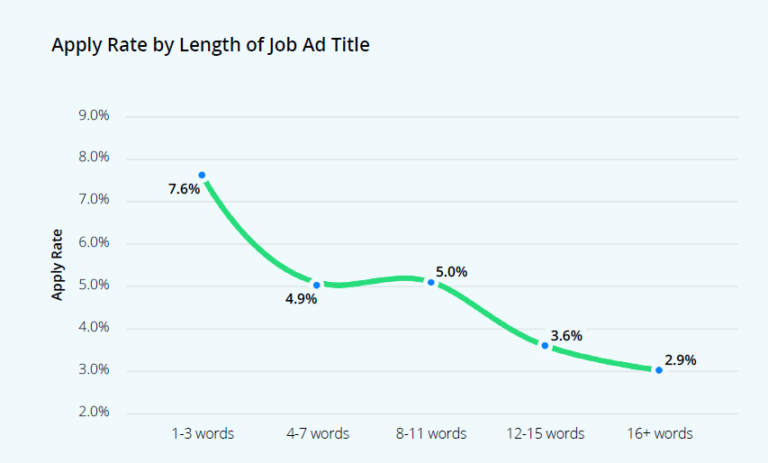 Apply Rate by Length of Job Ad Title
9.0%
8.0%
7.0%
6.0%
5.0%
4.0%
3.0%
2.0%
Apply Rate
7.6%
4.9%
5.0%
3.6%
2.9%
1-3 words
4-7 words
8-11 words
12-15 words
16+ words